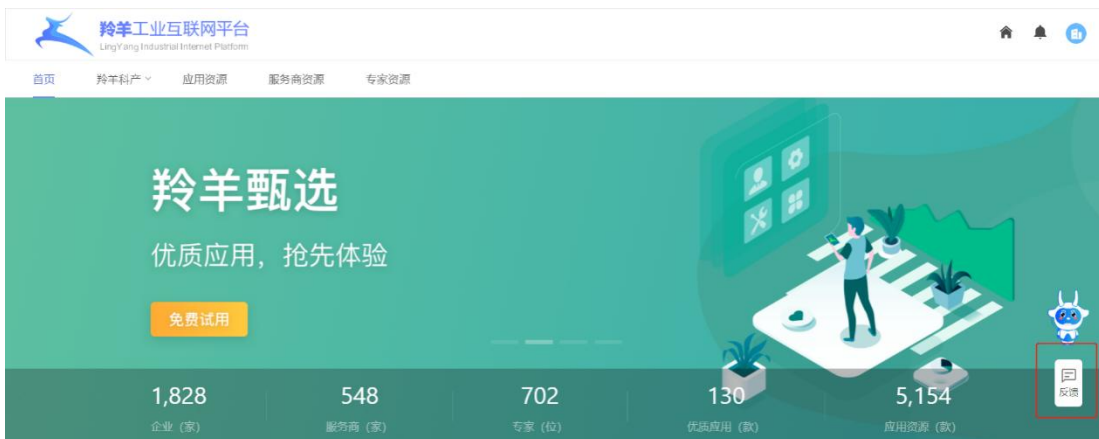 羚羊工业互联网平台
LingYang Industrial Internet Platform
首页 羚羊科产 应用资源 服务商资源 专家资源
羚羊甄选
优质应用，抢先体验
免费试用
反馈
1,828 548 702 130 5,154
企业（家） 服务商（家） 专家（位） 优质应用（款） 应用资源（款）